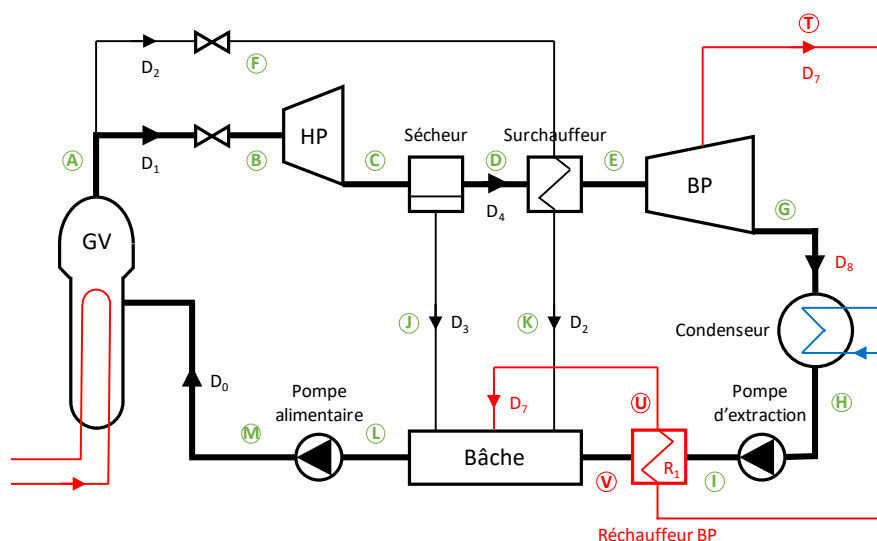 T
D₂
F
D₇
A
D₁
B
HP
C
Sécheur
D
D₄
Surchauffeur
E
BP
G
GV
D₈
J
D₃
K
D₂
Condenseur
D₀
Pompe
alimentaire
D₇
U
Pompe
d'extraction
H
M
L
Bâche
V
R₁
I
Réchauffeur BP